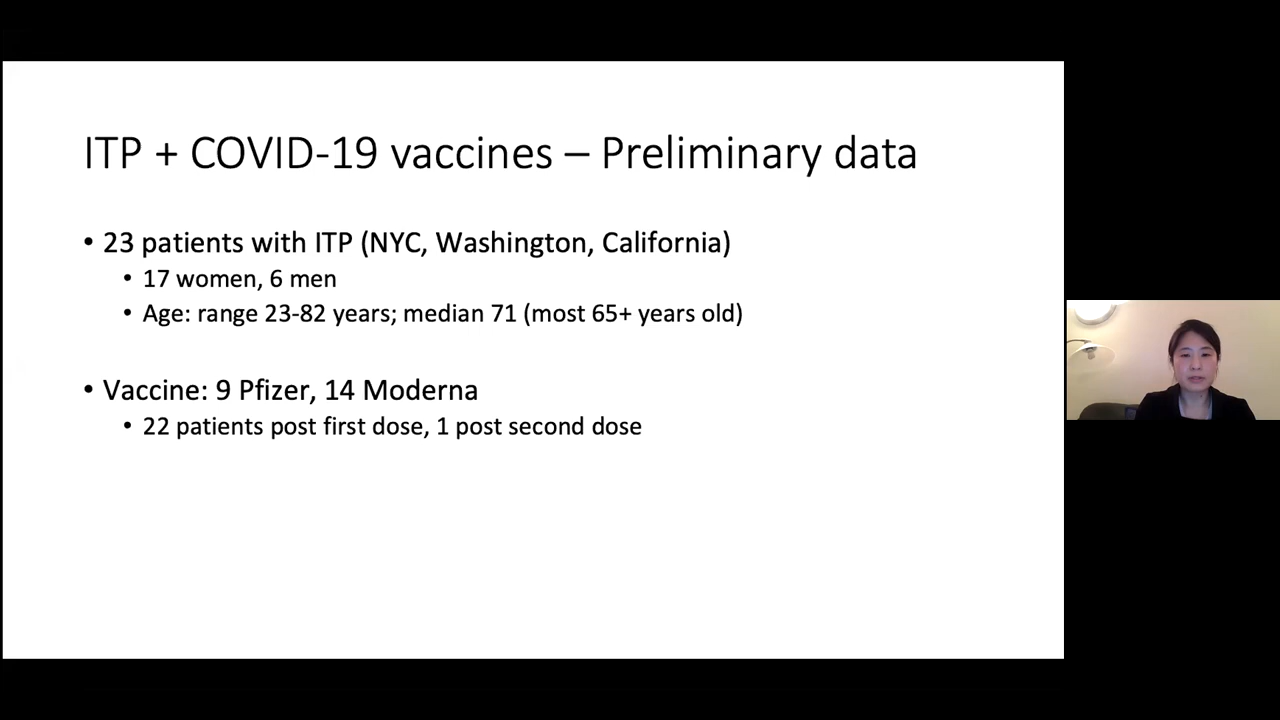 ITP + COVID-19 vaccines – Preliminary data
• 23 patients with ITP (NYC, Washington, California)
• 17 women, 6 men
• Age: range 23-82 years; median 71 (most 65+ years old)
• Vaccine: 9 Pfizer, 14 Moderna
• 22 patients post first dose, 1 post second dose